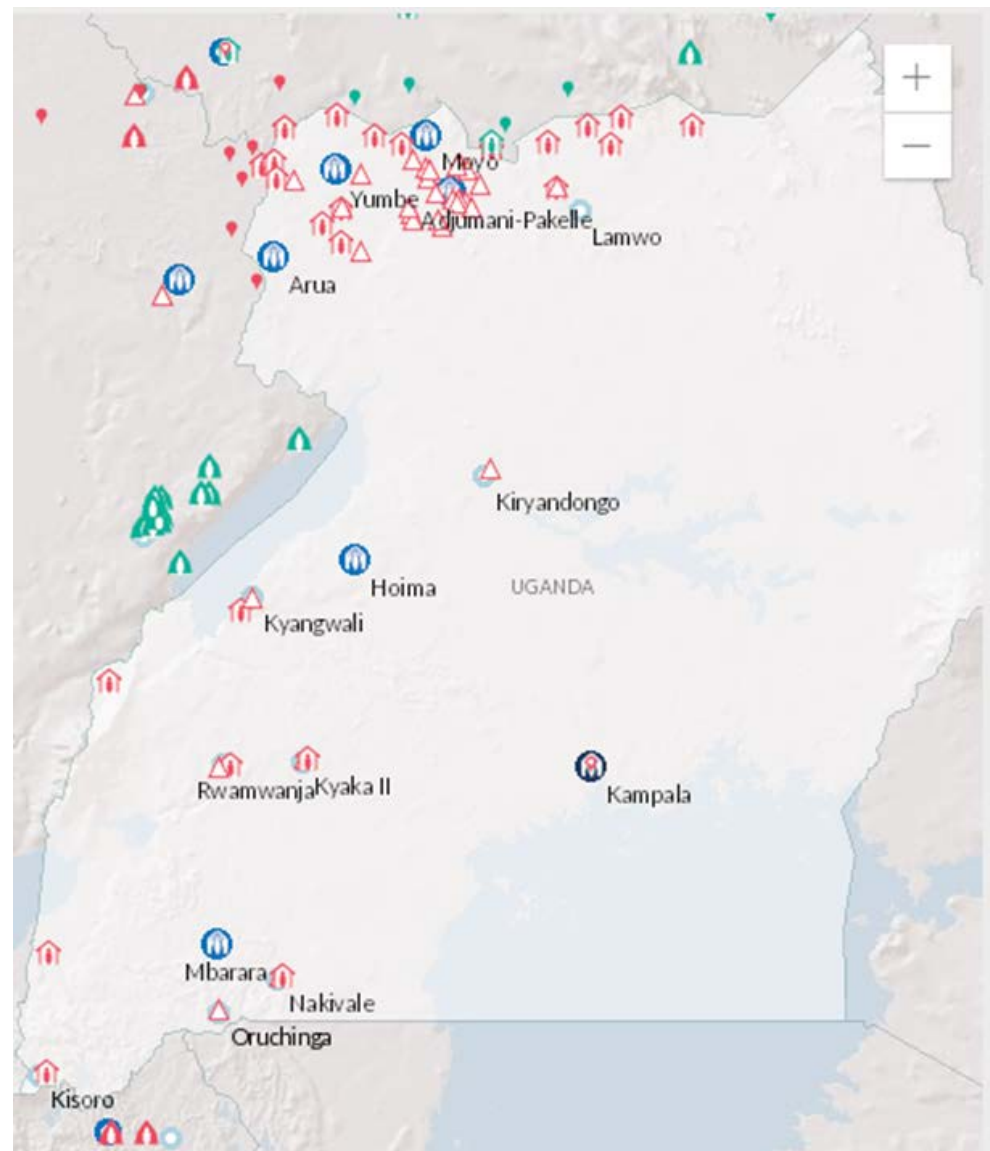 +
−
Moyo
Yumbe
Adjumani-Pakelle
Lamwo
Arua
Kiryandongo
Hoima
UGANDA
Kyangwali
Rwamwanja
Kyaka II
Kampala
Mbarara
Nakivale
Oruchinga
Kisoro